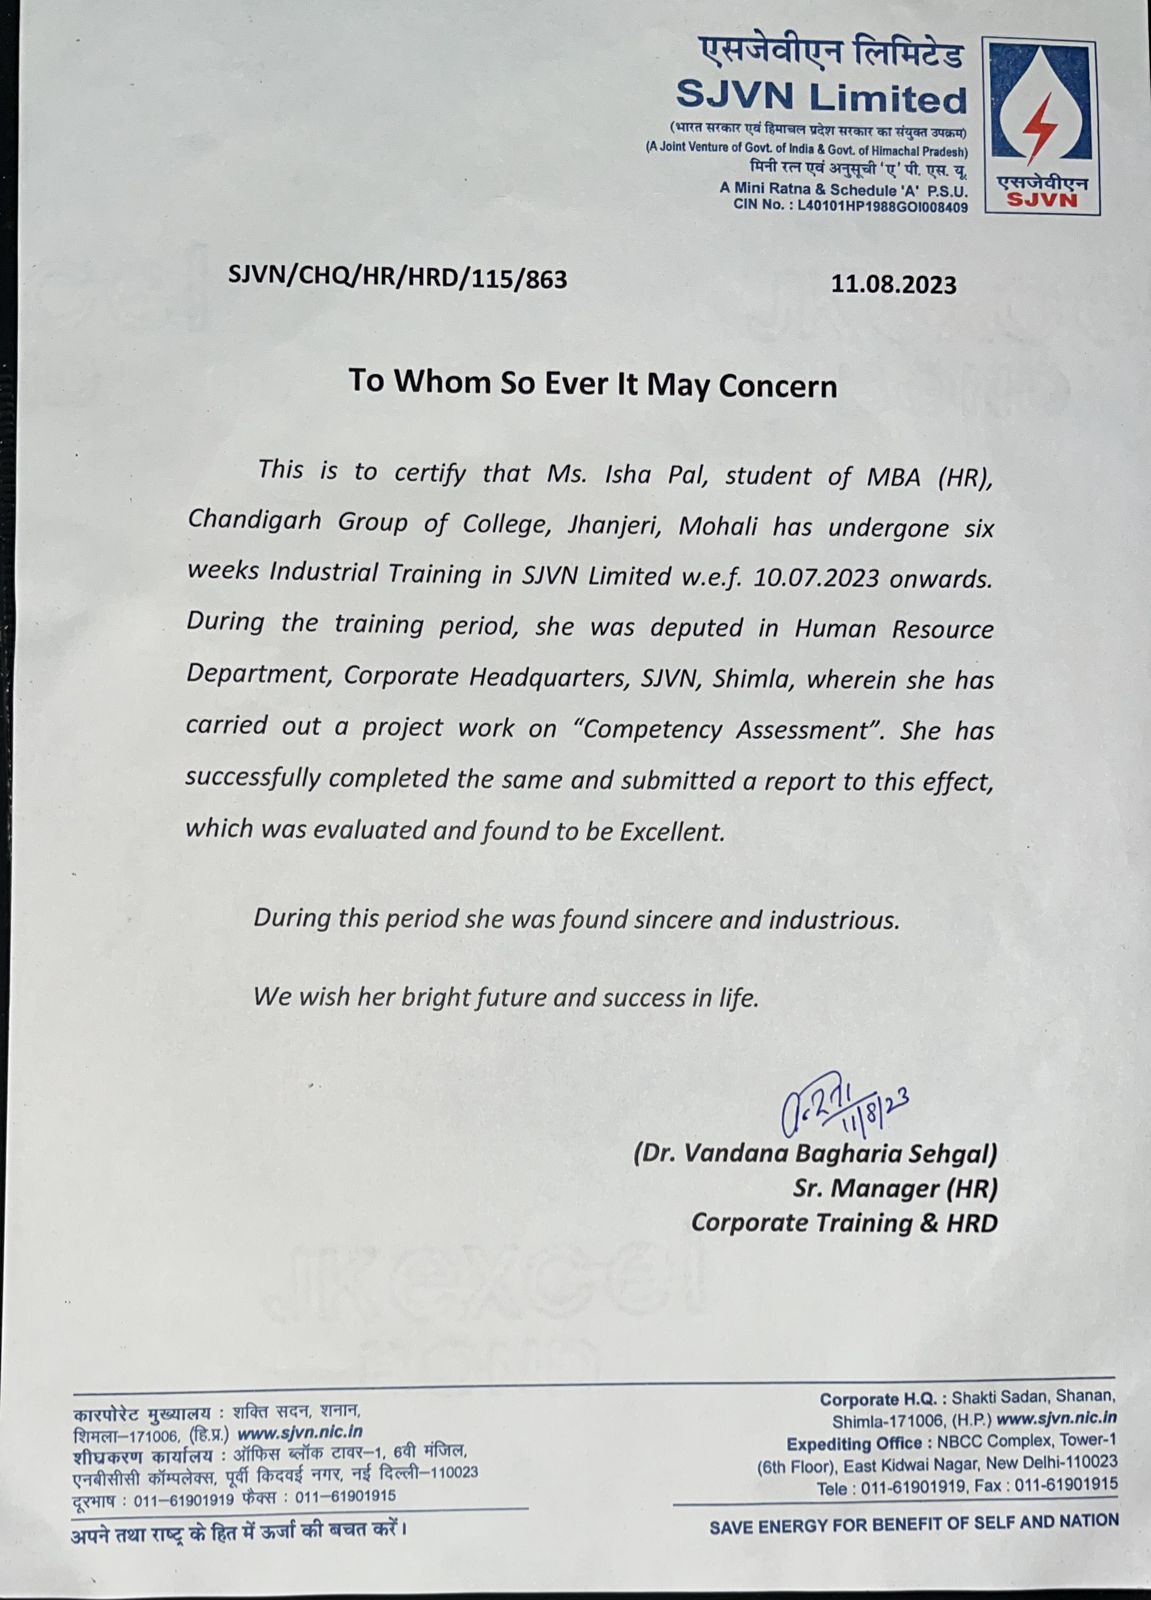 एसजेवीएन लिमिटेड
SJVN Limited
(भारत सरकार एवं हिमाचल प्रदेश सरकार का संयुक्त उपक्रम)
(A Joint Venture of Govt. of India & Govt. of Himachal Pradesh)
मिनी रत्न एवं अनुसूची 'ए' पी. एस. यू.
A Mini Ratna & Schedule 'A' P.S.U.
CIN No. : L40101HP1988GOI008409
एसजेवीएन
SJVN
SJVN/CHQ/HR/HRD/115/863 11.08.2023
To Whom So Ever It May Concern
This is to certify that Ms. Isha Pal, student of MBA (HR),
Chandigarh Group of College, Jhanjeri, Mohali has undergone six
weeks Industrial Training in SJVN Limited w.e.f. 10.07.2023 onwards.
During the training period, she was deputed in Human Resource
Department, Corporate Headquarters, SJVN, Shimla, wherein she has
carried out a project work on “Competency Assessment”. She has
successfully completed the same and submitted a report to this effect,
which was evaluated and found to be Excellent.
During this period she was found sincere and industrious.
We wish her bright future and success in life.
11/8/23
(Dr. Vandana Bagharia Sehgal)
Sr. Manager (HR)
Corporate Training & HRD
कारपोरेट मुख्यालय : शक्ति सदन, शनान,
शिमला–171006, (हि.प्र.) www.sjvn.nic.in
शीघ्रकरण कार्यालय : ऑफिस ब्लॉक टावर–1, 6वी मंजिल,
एनबीसीसी कॉम्पलेक्स, पूर्वी किदवई नगर, नई दिल्ली–110023
दूरभाष : 011–61901919 फैक्स : 011–61901915
अपने तथा राष्ट्र के हित में ऊर्जा की बचत करें।
Corporate H.Q. : Shakti Sadan, Shanan,
Shimla-171006, (H.P.) www.sjvn.nic.in
Expediting Office : NBCC Complex, Tower-1
(6th Floor), East Kidwai Nagar, New Delhi-110023
Tele : 011-61901919, Fax : 011-61901915
SAVE ENERGY FOR BENEFIT OF SELF AND NATION